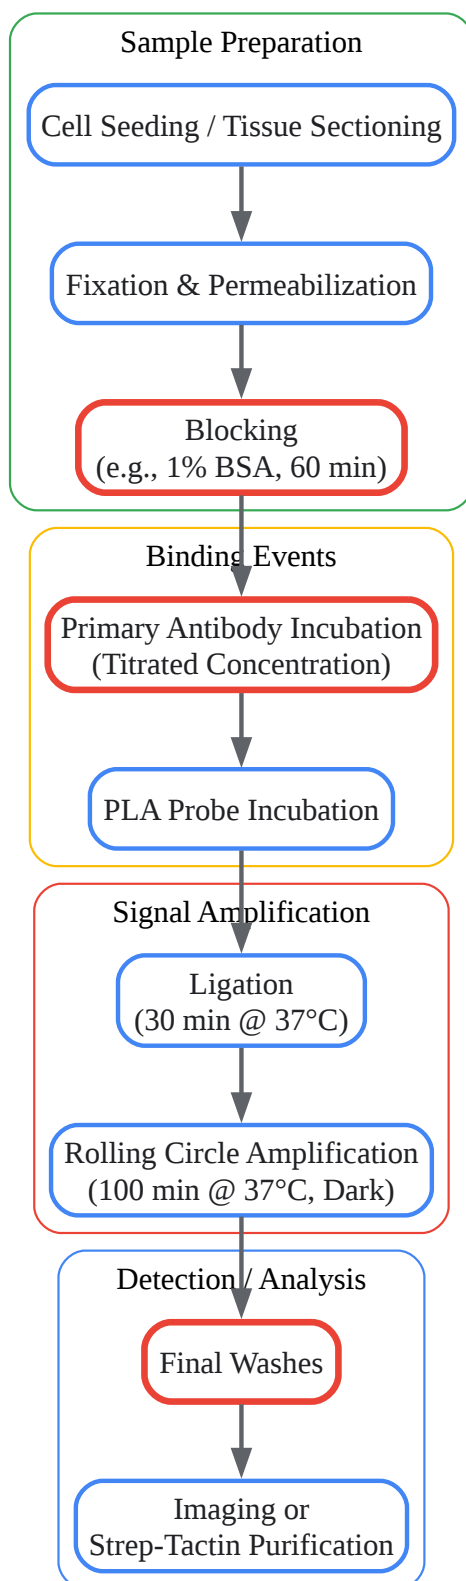 Sample Preparation
Cell Seeding / Tissue Sectioning
Fixation & Permeabilization
Blocking
(e.g., 1% BSA, 60 min)
Binding Events
Primary Antibody Incubation
(Titrated Concentration)
PLA Probe Incubation
Signal Amplification
Ligation
(30 min @ 37°C)
Rolling Circle Amplification
(100 min @ 37°C, Dark)
Detection / Analysis
Final Washes
Imaging or
Strep-Tactin Purification